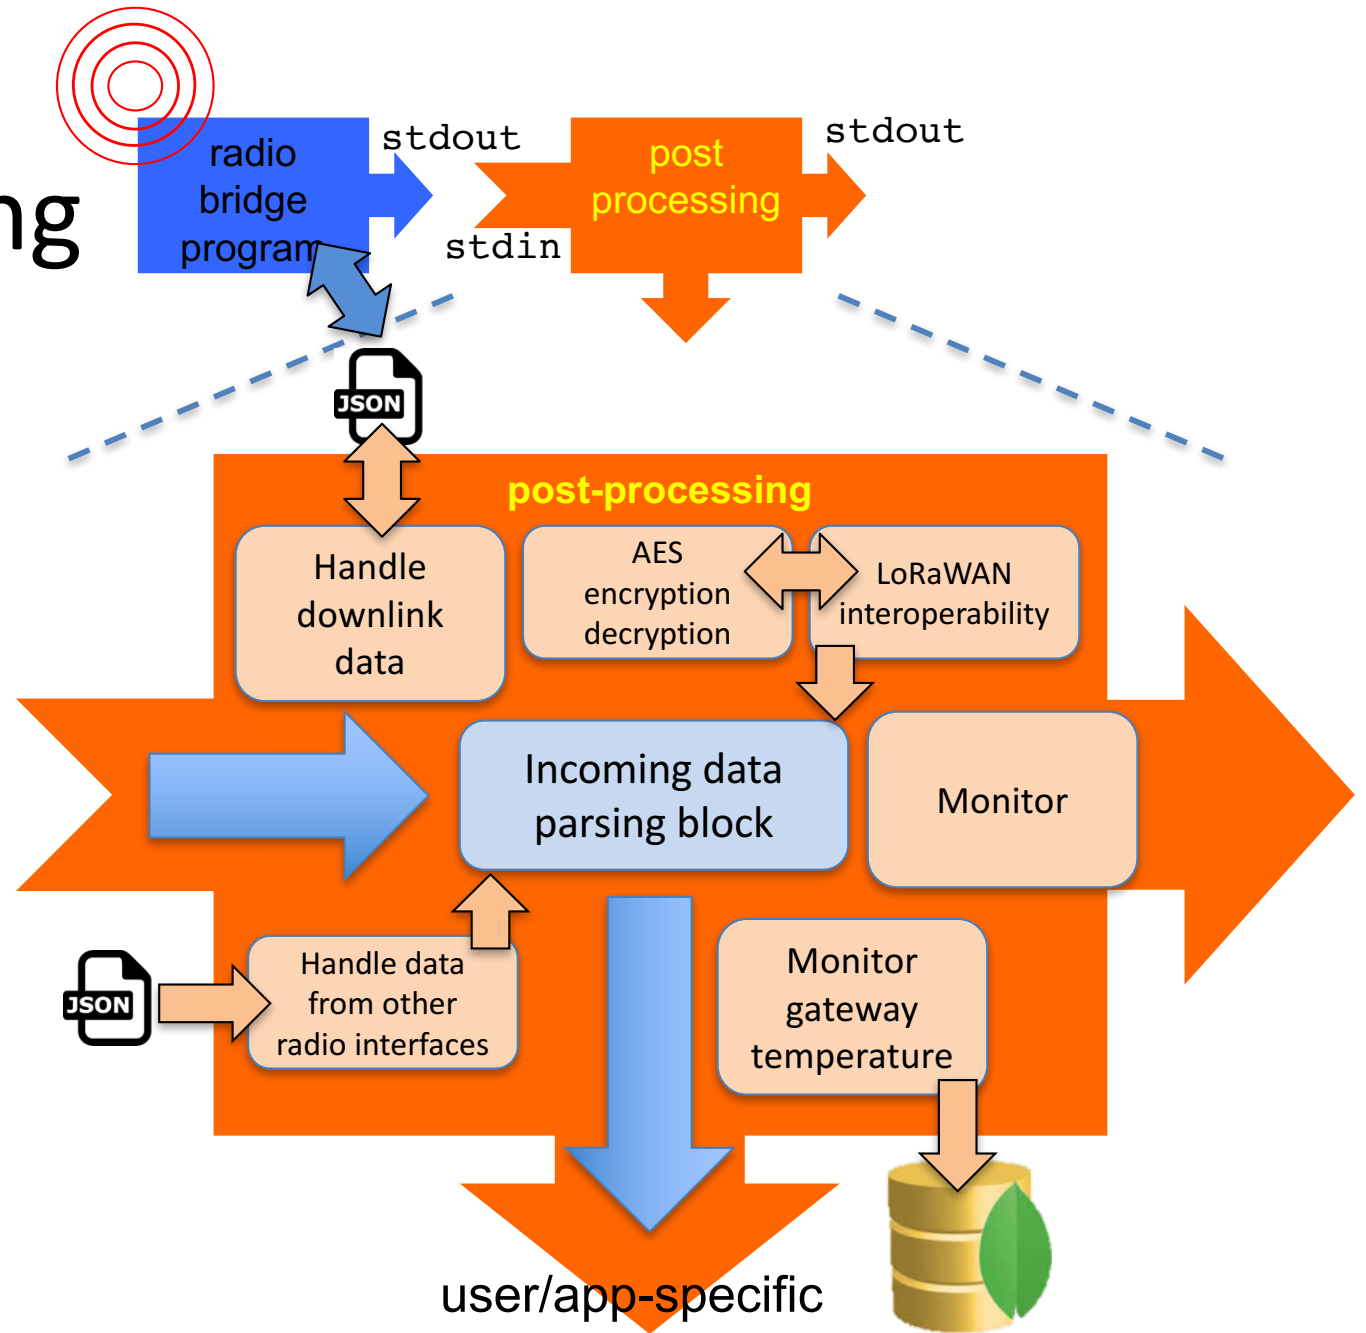 radio
bridge
program
stdout
stdin
post
processing
stdout
ng
JSON
post-processing
Handle
downlink
data
AES
encryption
decryption
LoRaWAN
interoperability
Incoming data
parsing block
Monitor
JSON
Handle data
from other
radio interfaces
Monitor
gateway
temperature
user/app-specific